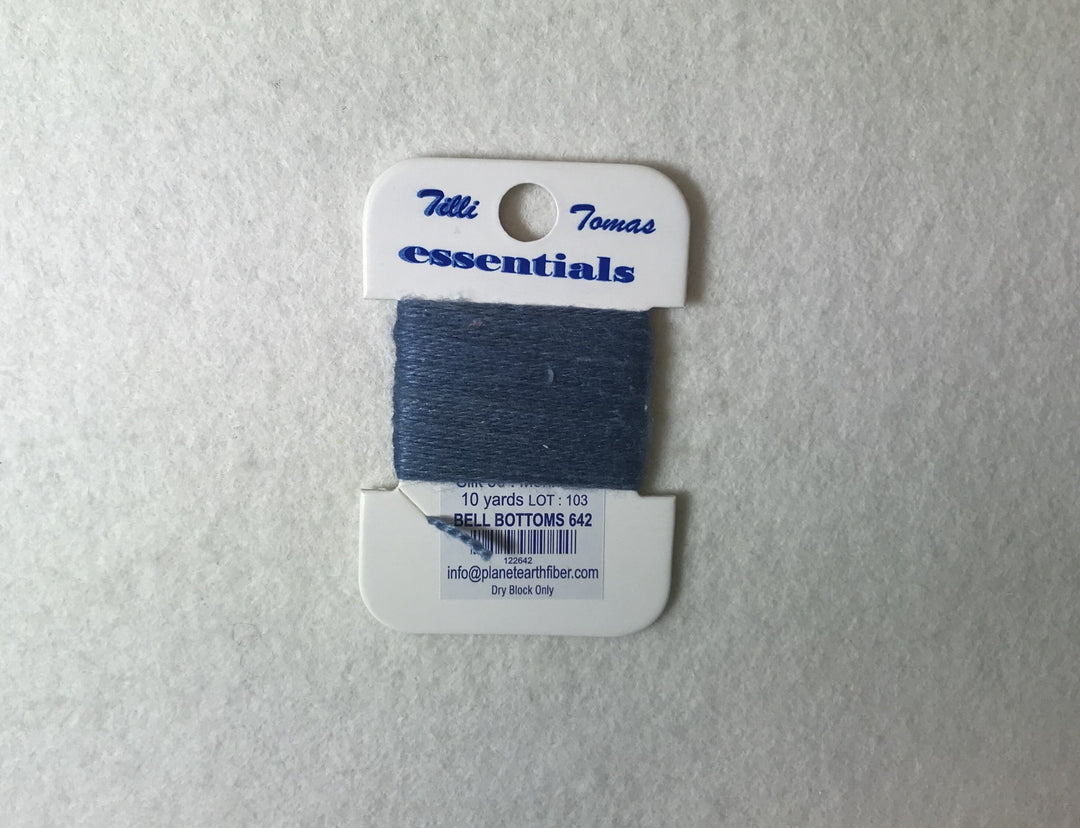 Tilli Tomas
essentials
10 yards LOT : 103
BELL BOTTOMS 642
122642
info@planetearthfiber.com
Dry Block Only